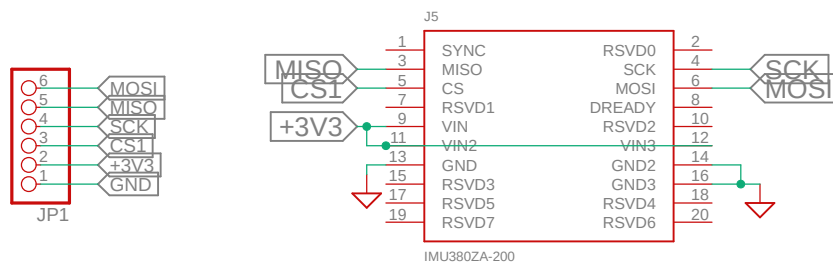 J5
1 SYNC RSVD0 2
MISO 3 MISO SCK 4 SCK
CS1 5 CS MOSI 6 MOSI
7 RSVD1 DREADY 8
+3V3 9 VIN RSVD2 10
11 VIN2 VIN3 12
13 GND GND2 14
15 RSVD3 GND3 16
17 RSVD5 RSVD4 18
19 RSVD7 RSVD6 20
IMU380ZA-200
6 MOSI
5 MISO
4 SCK
3 CS1
2 +3V3
1 GND
JP1